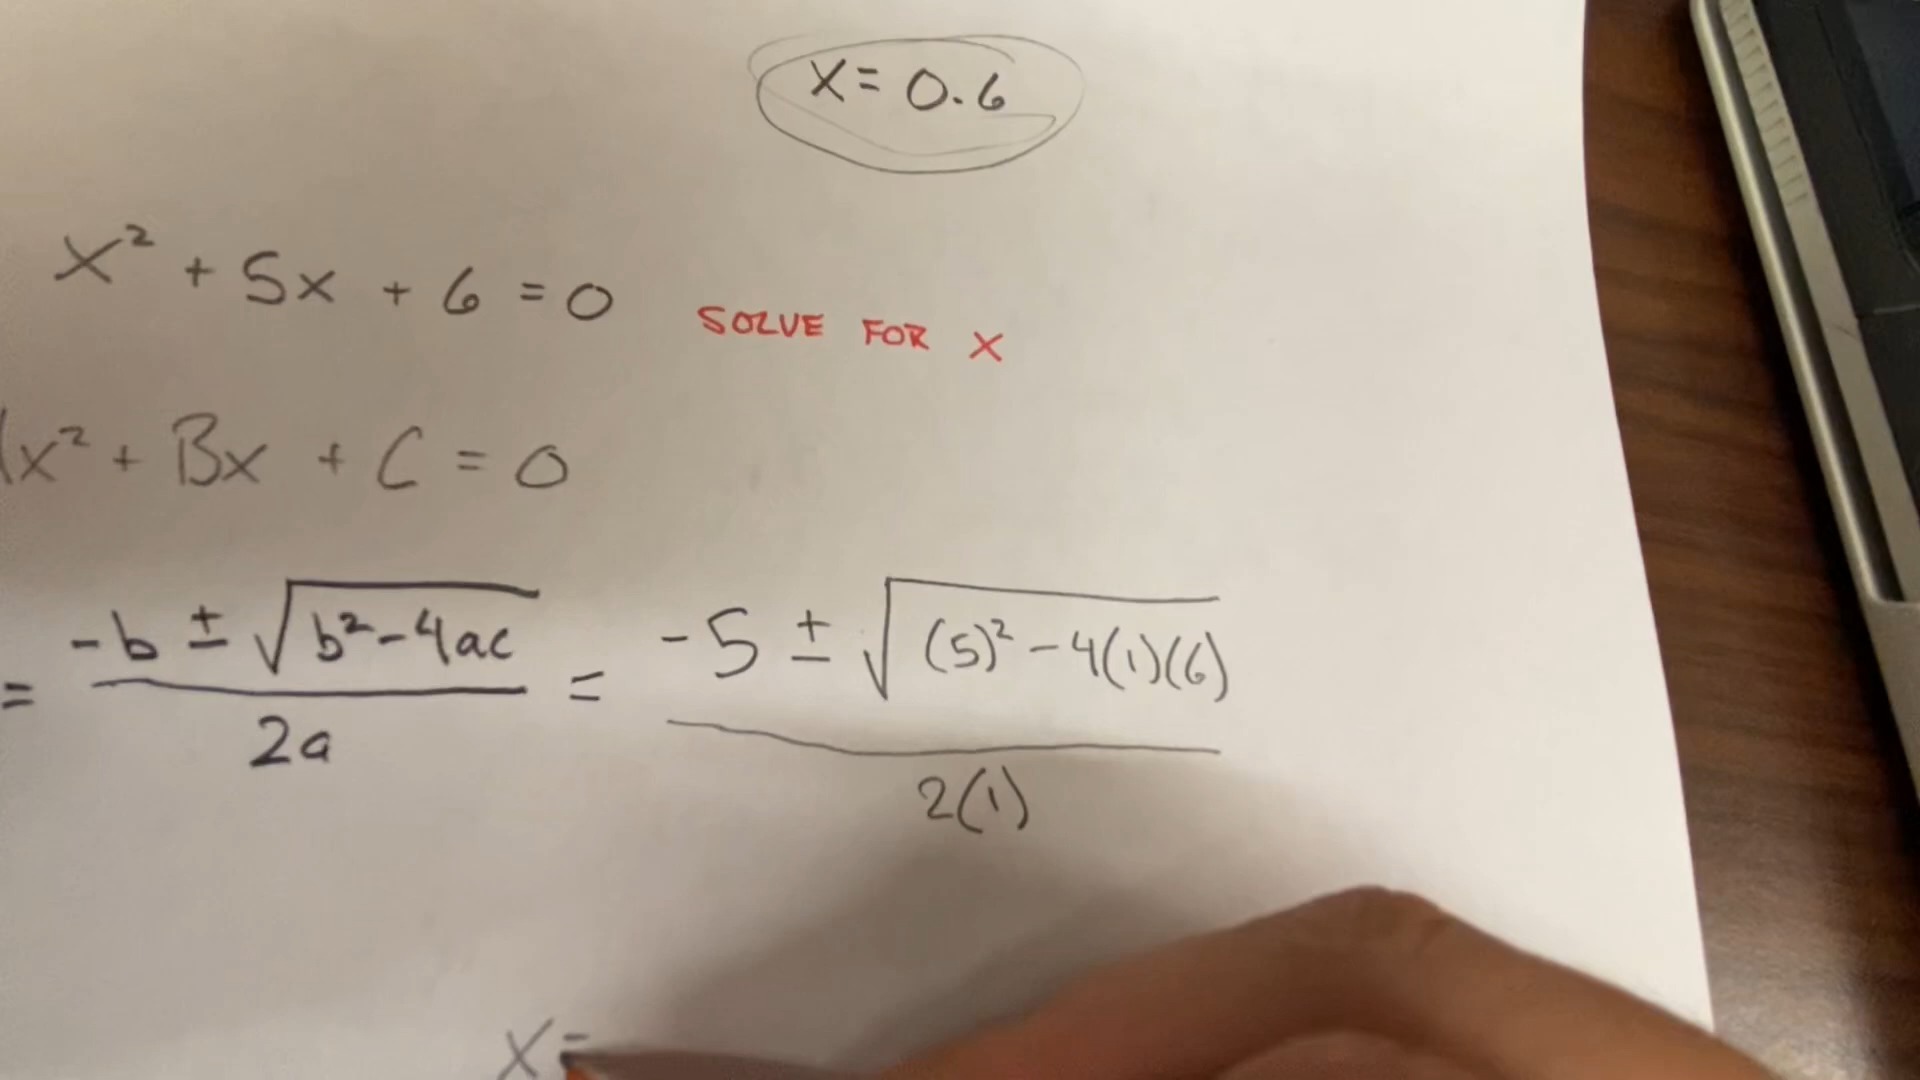 x = 0.6
x² + 5x + 6 = 0 SOLVE FOR X
x² + Bx + C = 0
= -b ± √b²-4ac / 2a = -5 ± √(5)² - 4(1)(6) / 2(1)
x =